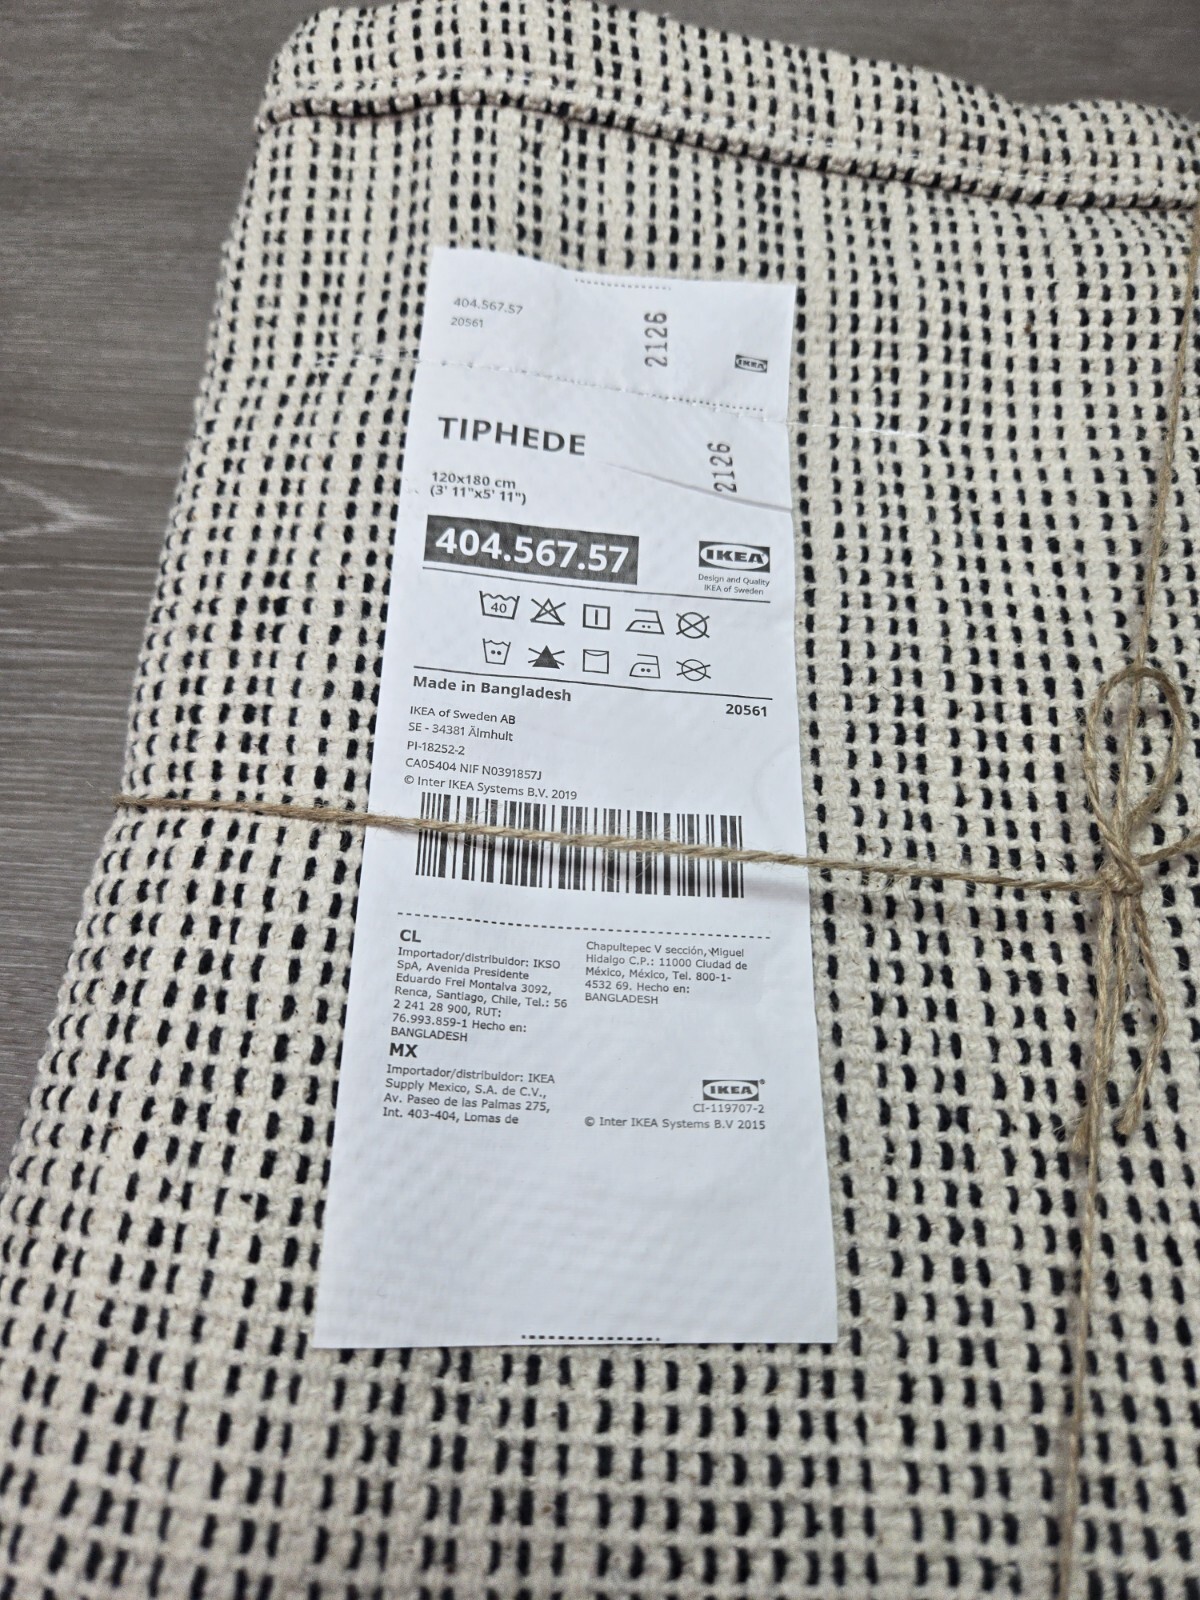 404.567.57
20561
2126
IKEA
TIPHEDE
2126
120x180 cm
(3' 11"x5' 11")
404.567.57
IKEA
Design and Quality
IKEA of Sweden
40
Made in Bangladesh
20561
IKEA of Sweden AB
SE - 34381 Älmhult
PI-18252-2
CA05404 NIF N0391857J
© Inter IKEA Systems B.V. 2019
CL
Importador/distribuidor: IKSO
SpA, Avenida Presidente
Eduardo Frei Montalva 3092,
Renca, Santiago, Chile, Tel.: 56
2 241 28 900, RUT:
76.993.859-1 Hecho en:
BANGLADESH
MX
Importador/distribuidor: IKEA
Supply Mexico, S.A. de C.V.,
Av. Paseo de las Palmas 275,
Int. 403-404, Lomas de
Chapultepec V sección, Miguel
Hidalgo C.P.: 11000 Ciudad de
México, México, Tel. 800-1-
4532 69. Hecho en:
BANGLADESH
IKEA®
CI-119707-2
© Inter IKEA Systems B.V 2015